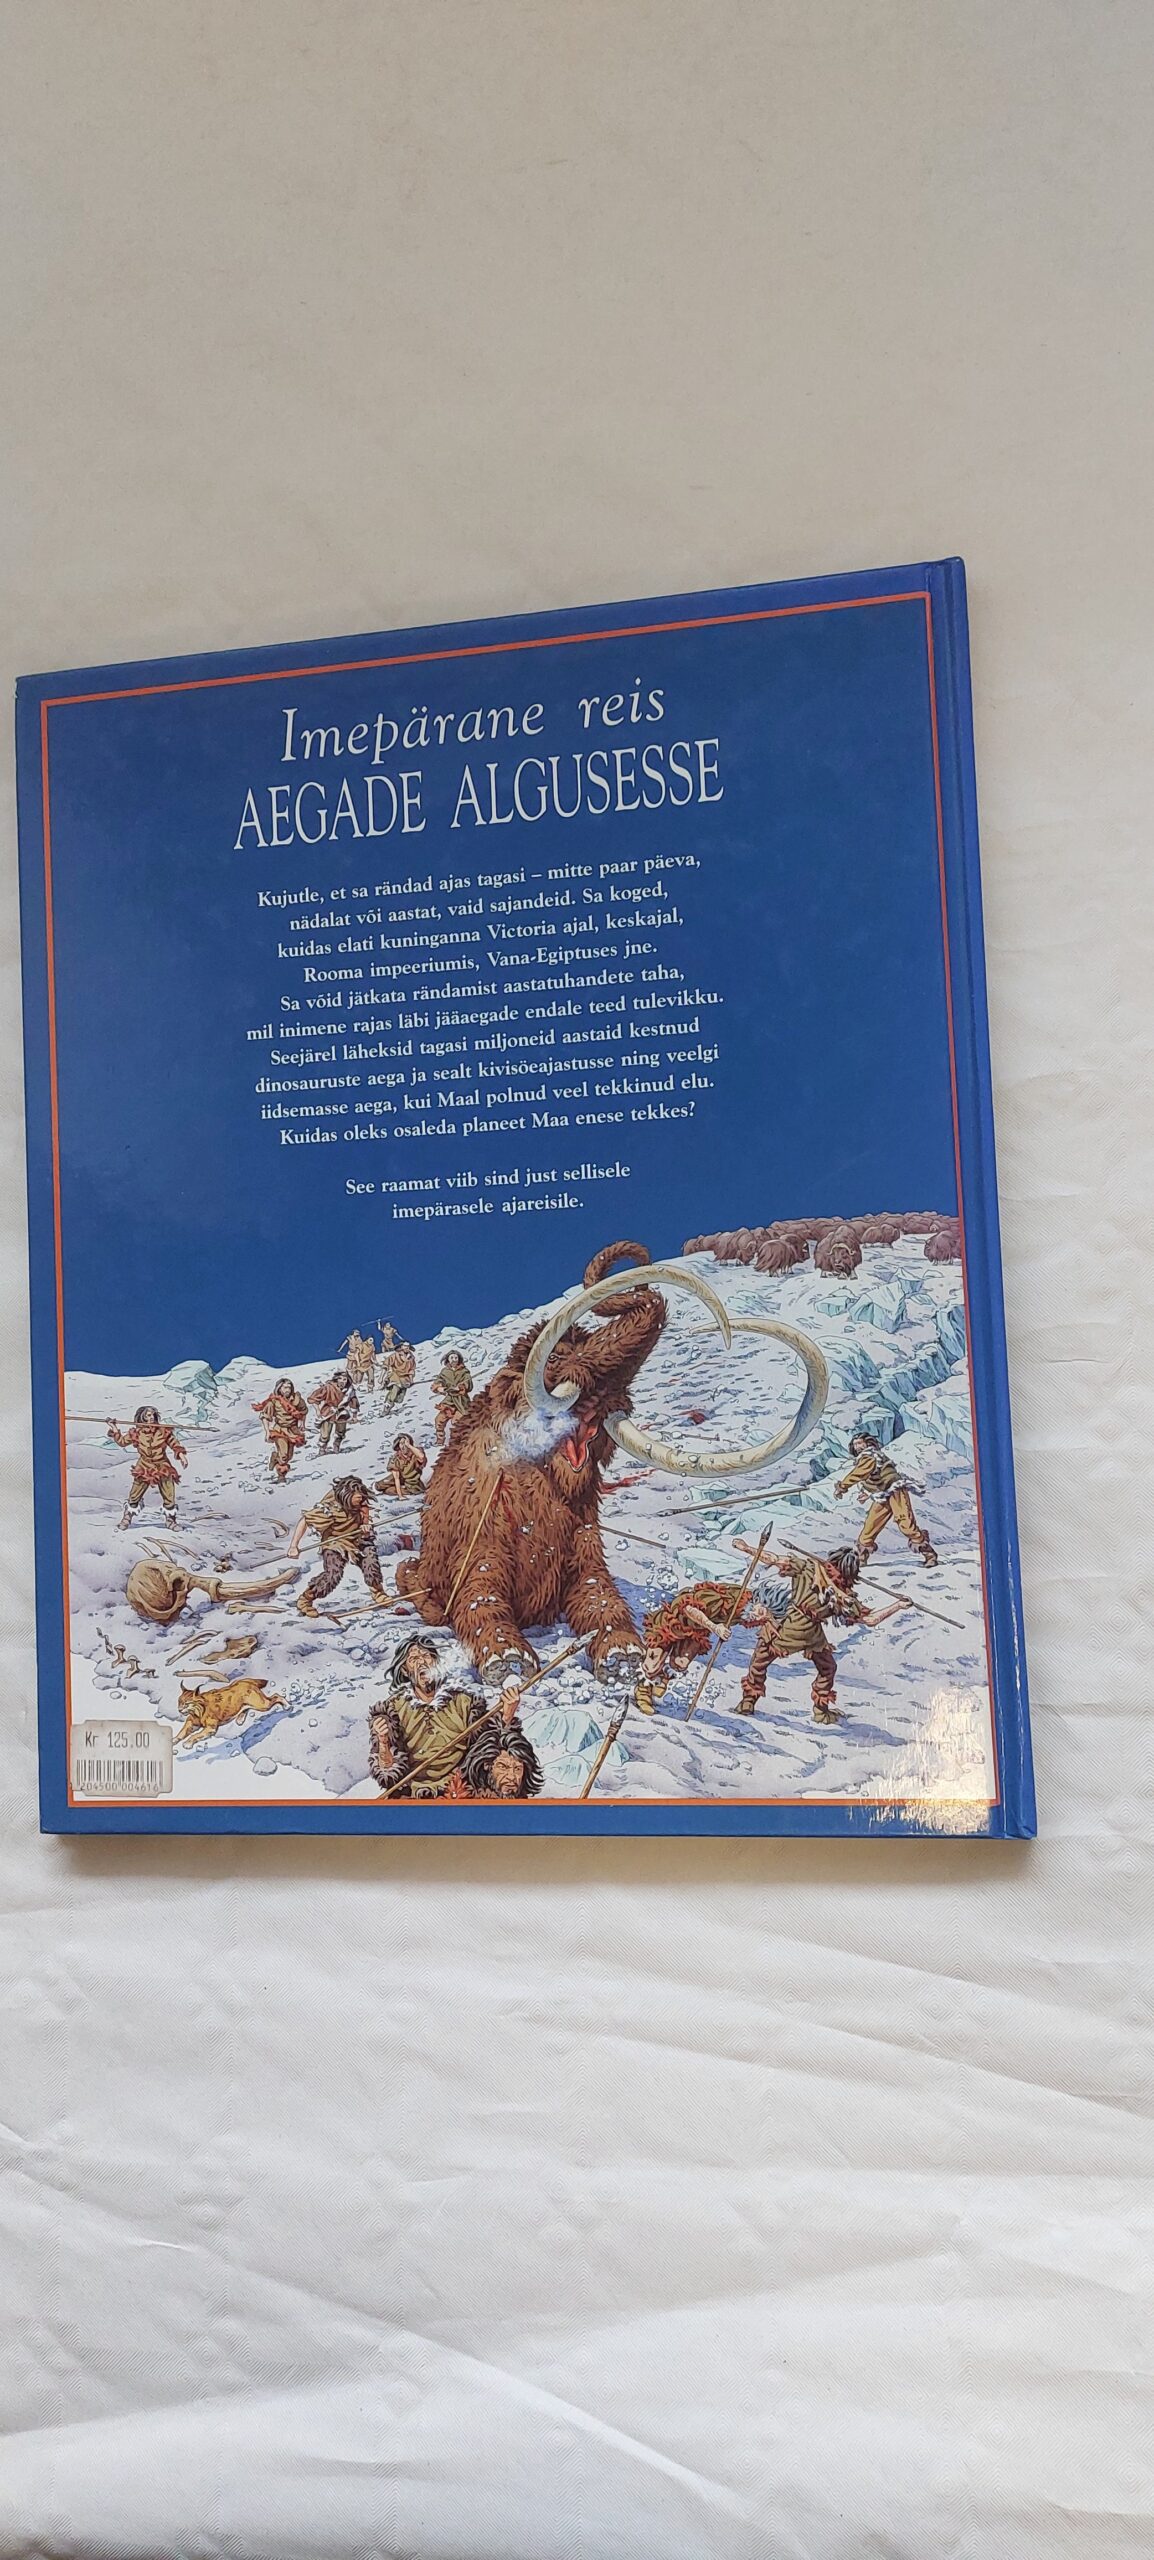 Imepärane reis
AEGADE ALGUSESSE
Kujutle, et sa rändad ajas tagasi – mitte paar päeva,
nädalat või aastat, vaid sajandeid. Sa koged,
kuidas elati kuninganna Victoria ajal, keskajal,
Rooma impeeriumis, Vana-Egiptuses jne.
Sa võid jätkata rändamist aastatuhandete taha,
mil inimene rajas läbi jääaegade endale teed tulevikku.
Seejärel läheksid tagasi miljoneid aastaid kestnud
dinosauruste aega ja sealt kivisöeajastusse ning veelgi
iidsemasse aega, kui Maal polnud veel tekkinud elu.
Kuidas oleks osaleda planeet Maa enese tekkes?
See raamat viib sind just sellisele
imepärasele ajareisile.
Kr 125.00
204500004616